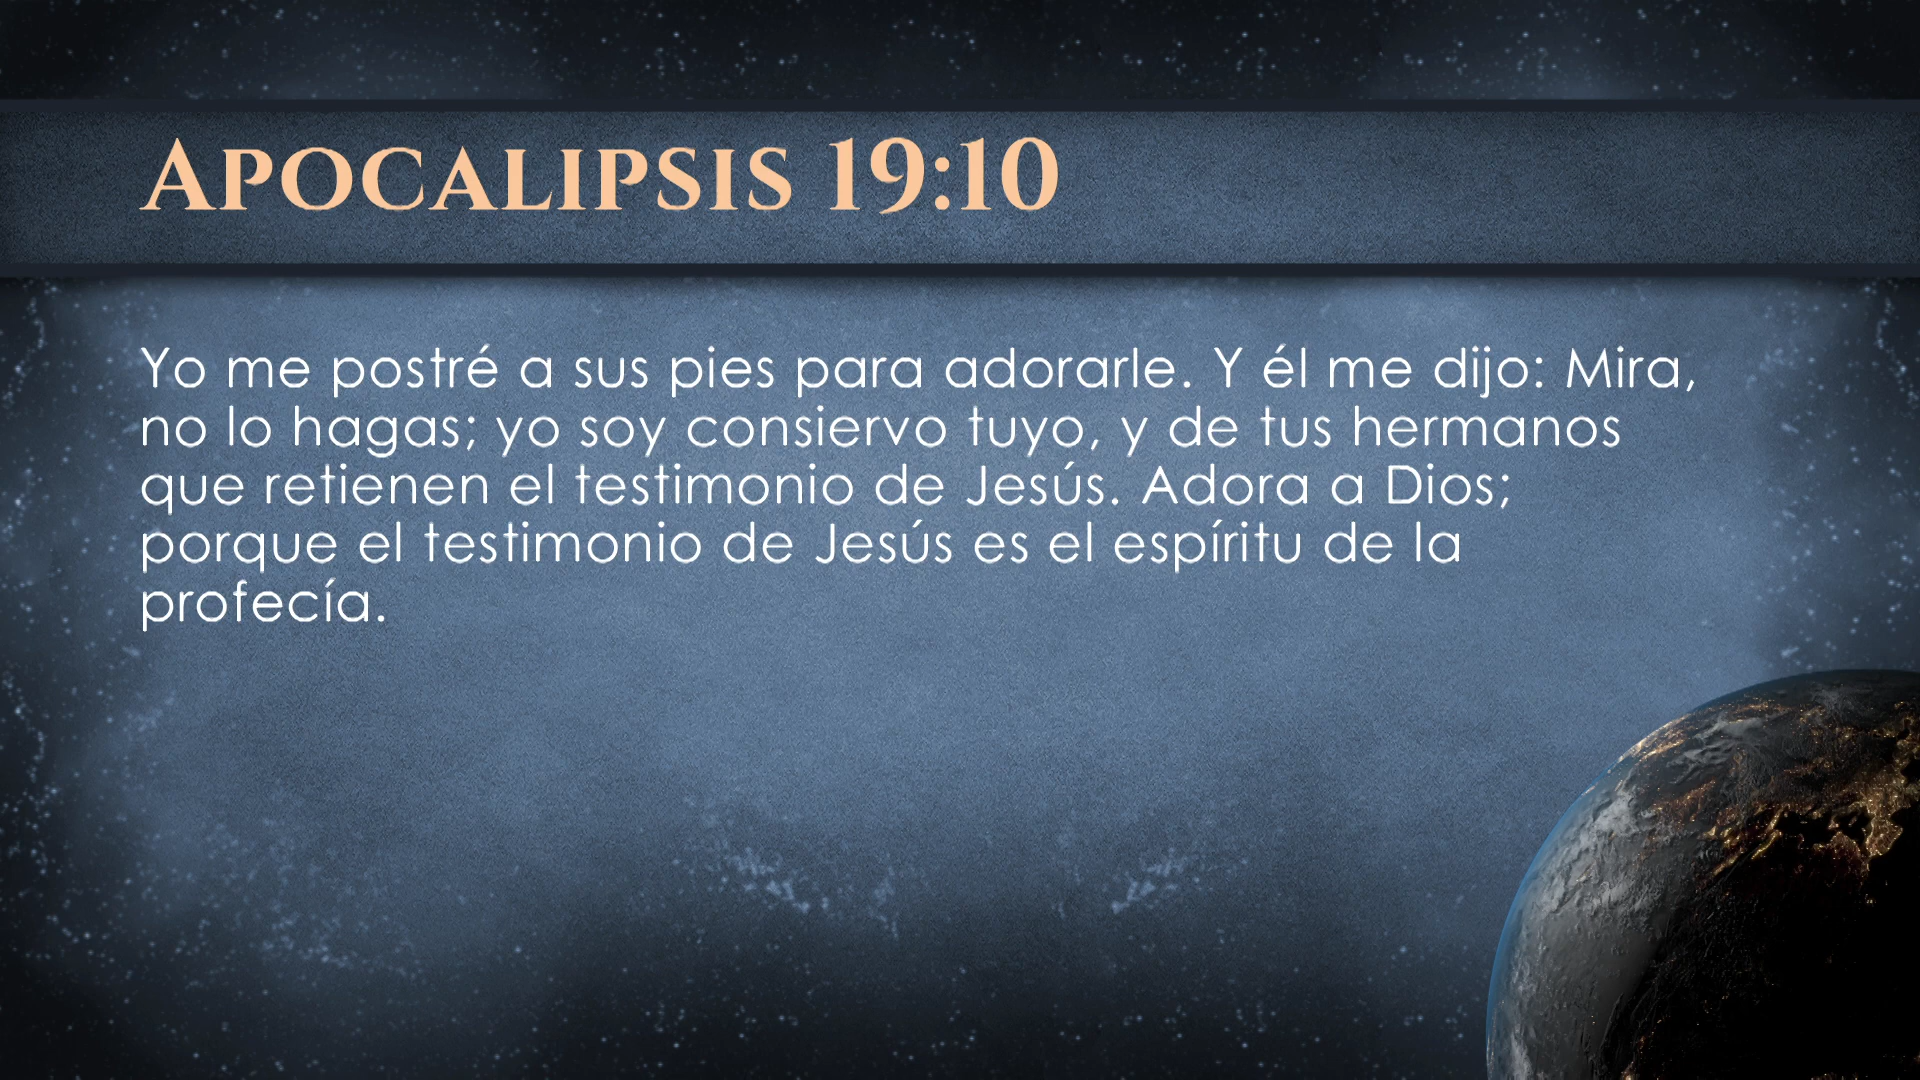 Apocalipsis 19:10
Yo me postré a sus pies para adorarle. Y él me dijo: Mira,
no lo hagas; yo soy consiervo tuyo, y de tus hermanos
que retienen el testimonio de Jesús. Adora a Dios;
porque el testimonio de Jesús es el espíritu de la
profecía.